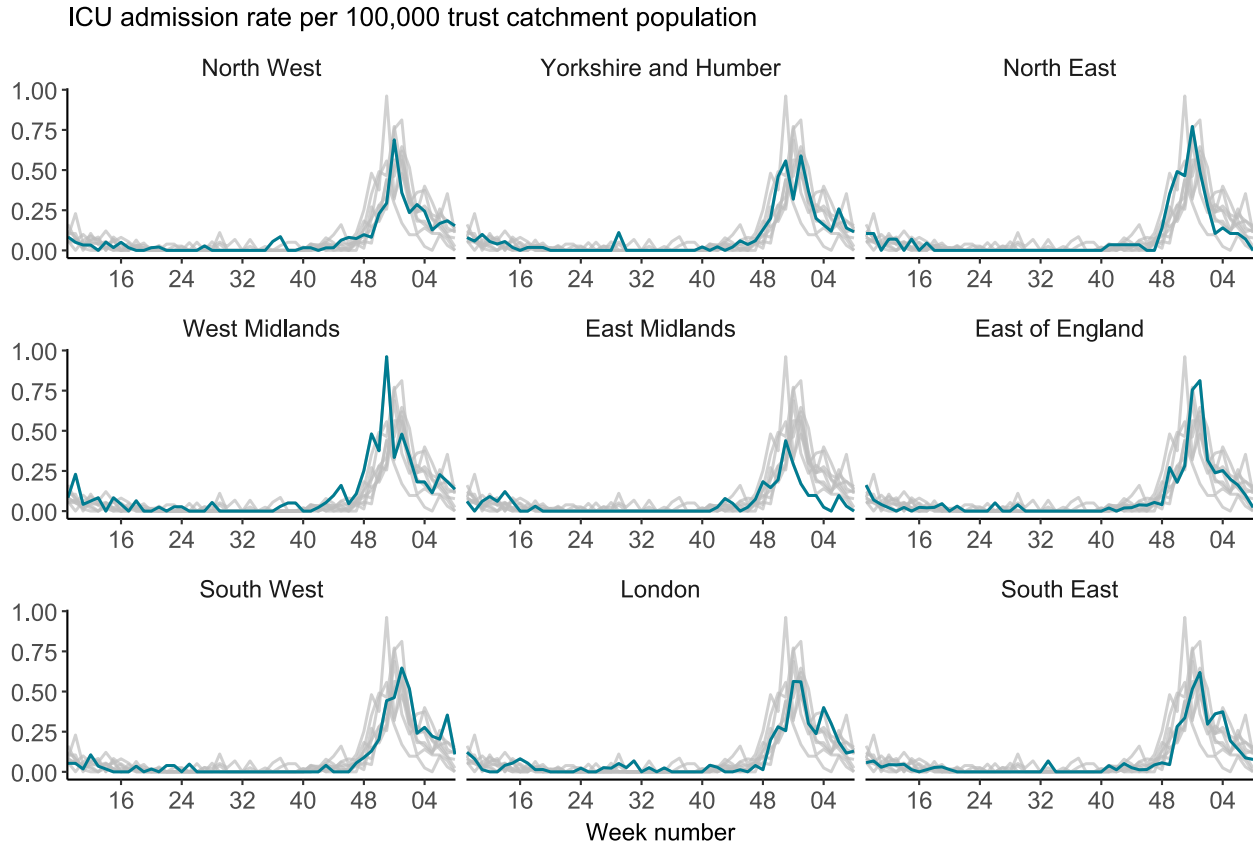 ICU admission rate per 100,000 trust catchment population
North West Yorkshire and Humber North East
1.00
0.75
0.50
0.25
0.00
16 24 32 40 48 04 16 24 32 40 48 04 16 24 32 40 48 04
West Midlands East Midlands East of England
1.00
0.75
0.50
0.25
0.00
16 24 32 40 48 04 16 24 32 40 48 04 16 24 32 40 48 04
South West London South East
1.00
0.75
0.50
0.25
0.00
16 24 32 40 48 04 16 24 32 40 48 04 16 24 32 40 48 04
Week number